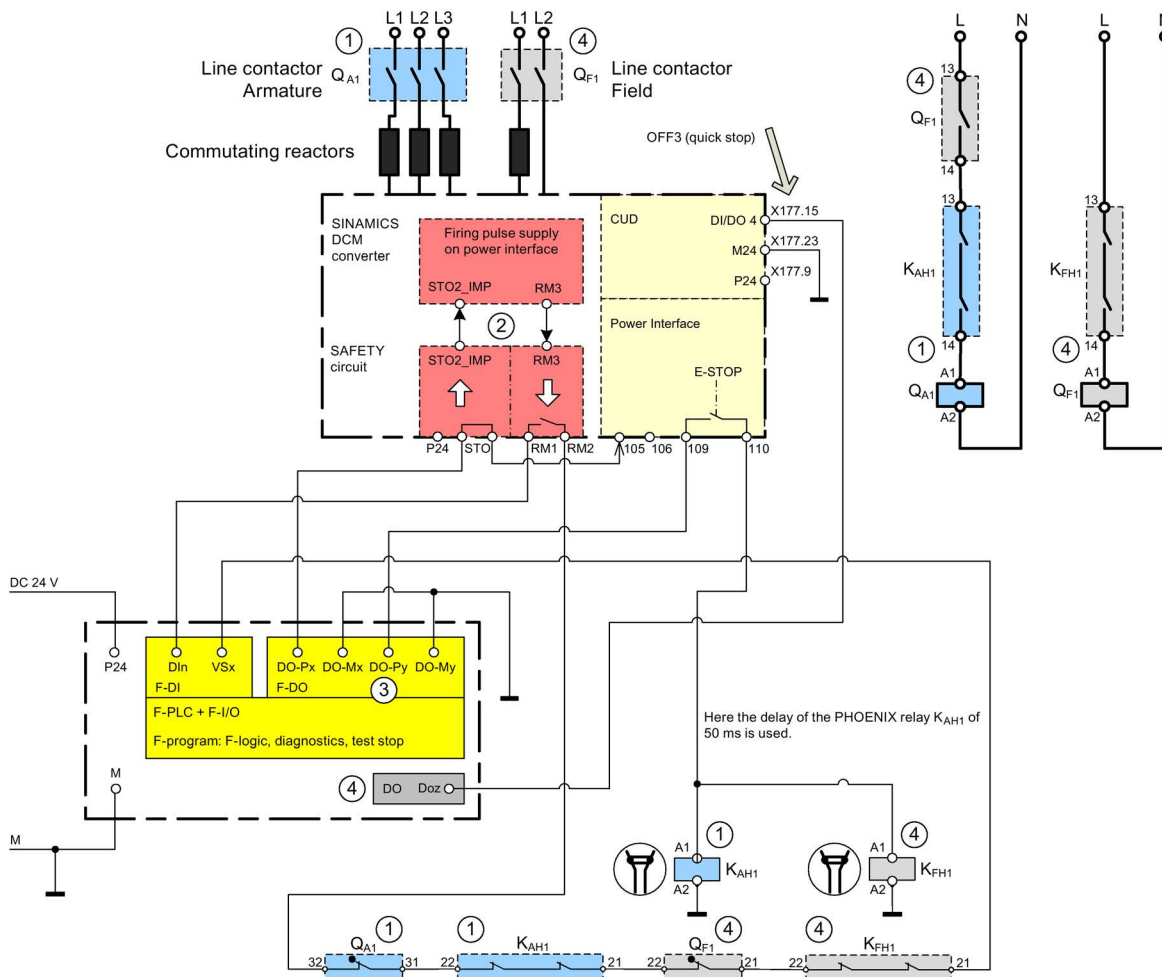 L1 L2 L3
L1 L2
L
N
L
1
4
Line contactor
Armature
QA1
QF1
Line contactor
Field
13
4
QF1
14
Commutating reactors
OFF3 (quick stop)
13
13
KAH1
KFH1
14
14
1
4
A1
A1
QA1
QF1
A2
A2
SINAMICS
DCM
converter
Firing pulse supply
on power interface
CUD
DI/DO 4
X177.15
M24
X177.23
P24
X177.9
STO2_IMP
RM3
2
SAFETY
circuit
STO2_IMP
RM3
Power Interface
E-STOP
P24
STO
RM1
RM2
105
106
109
110
DC 24 V
P24
DIn
VSx
DO-Px
DO-Mx
DO-Py
DO-My
F-DI
F-DO
3
F-PLC + F-I/O
F-program: F-logic, diagnostics, test stop
M
4
DO
Doz
M
Here the delay of the PHOENIX relay KAH1 of
50 ms is used.
1
4
A1
KAH1
A2
A1
KFH1
A2
QA1
1
1
KAH1
QF1
4
4
KFH1
32
31
22
21
22
21
22
21